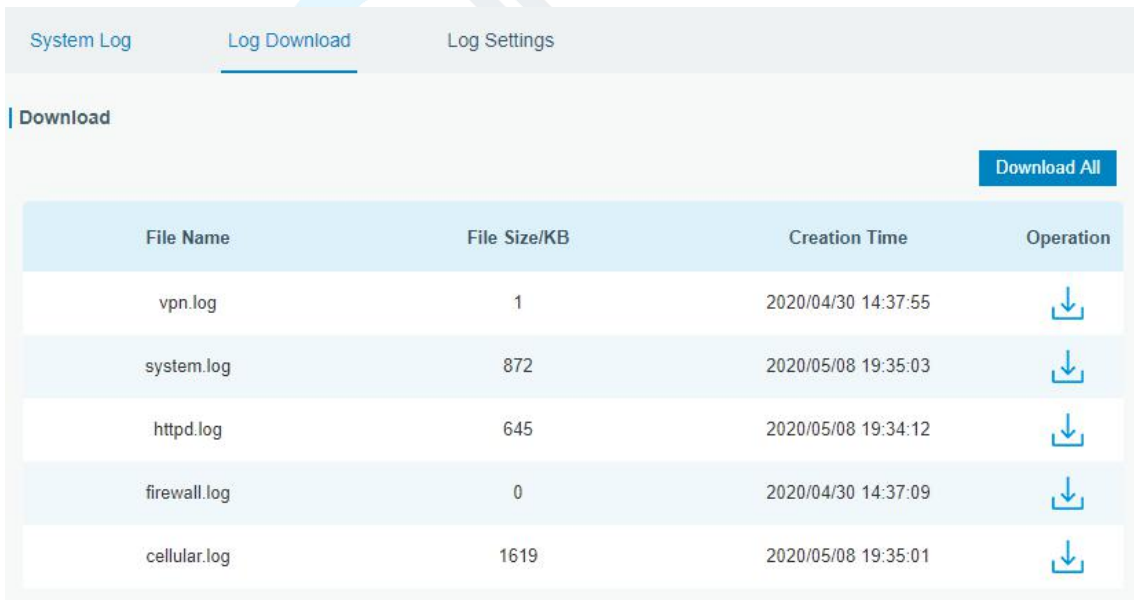 System Log Log Download Log Settings
Download
Download All
File Name File Size/KB Creation Time Operation
vpn.log 1 2020/04/30 14:37:55
system.log 872 2020/05/08 19:35:03
httpd.log 645 2020/05/08 19:34:12
firewall.log 0 2020/04/30 14:37:09
cellular.log 1619 2020/05/08 19:35:01